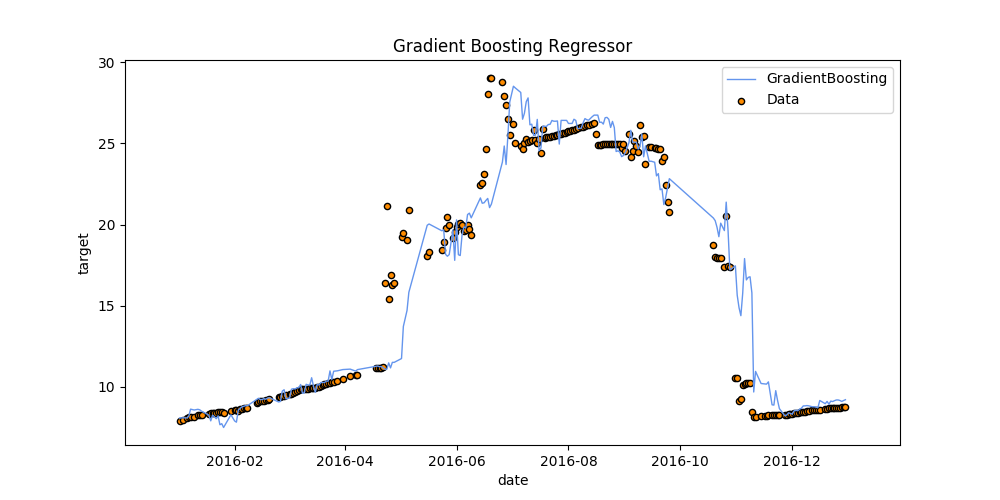 Gradient Boosting Regressor
GradientBoosting
Data
30
25
20
15
10
target
2016-02
2016-04
2016-06
2016-08
2016-10
2016-12
date